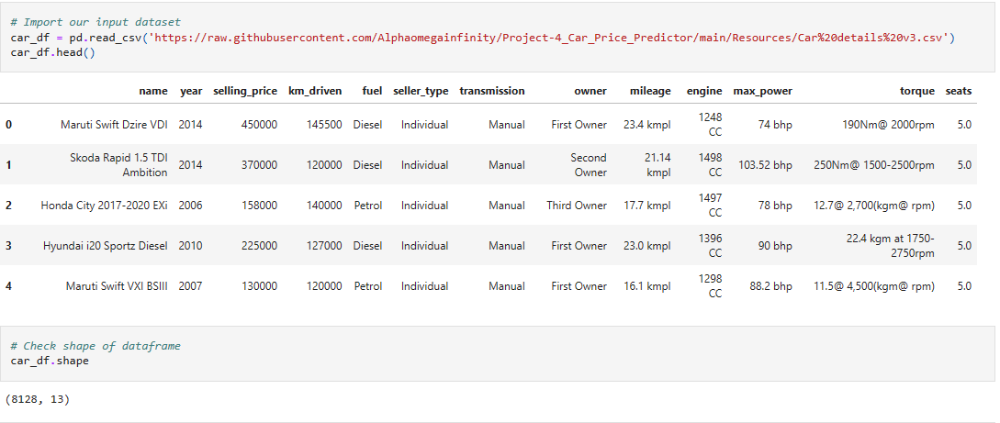 # Import our input dataset
car_df = pd.read_csv('https://raw.githubusercontent.com/Alphaomegainfinity/Project-4_Car_Price_Predictor/main/Resources/Car%20details%20v3.csv')
car_df.head()
name year selling_price km_driven fuel seller_type transmission owner mileage engine max_power torque seats
0 Maruti Swift Dzire VDI 2014 450000 145500 Diesel Individual Manual First Owner 23.4 kmpl 1248 CC 74 bhp 190Nm@ 2000rpm 5.0
1 Skoda Rapid 1.5 TDI Ambition 2014 370000 120000 Diesel Individual Manual Second Owner 21.14 kmpl 1498 CC 103.52 bhp 250Nm@ 1500-2500rpm 5.0
2 Honda City 2017-2020 EXi 2006 158000 140000 Petrol Individual Manual Third Owner 17.7 kmpl 1497 CC 78 bhp 12.7@ 2,700(kgm@ rpm) 5.0
3 Hyundai i20 Sportz Diesel 2010 225000 127000 Diesel Individual Manual First Owner 23.0 kmpl 1396 CC 90 bhp 22.4 kgm at 1750-2750rpm 5.0
4 Maruti Swift VXI BSIII 2007 130000 120000 Petrol Individual Manual First Owner 16.1 kmpl 1298 CC 88.2 bhp 11.5@ 4,500(kgm@ rpm) 5.0
# Check shape of dataframe
car_df.shape
(8128, 13)